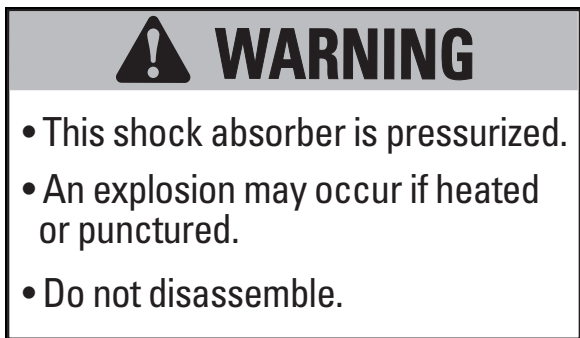 WARNING
• This shock absorber is pressurized.
• An explosion may occur if heated
or punctured.
• Do not disassemble.